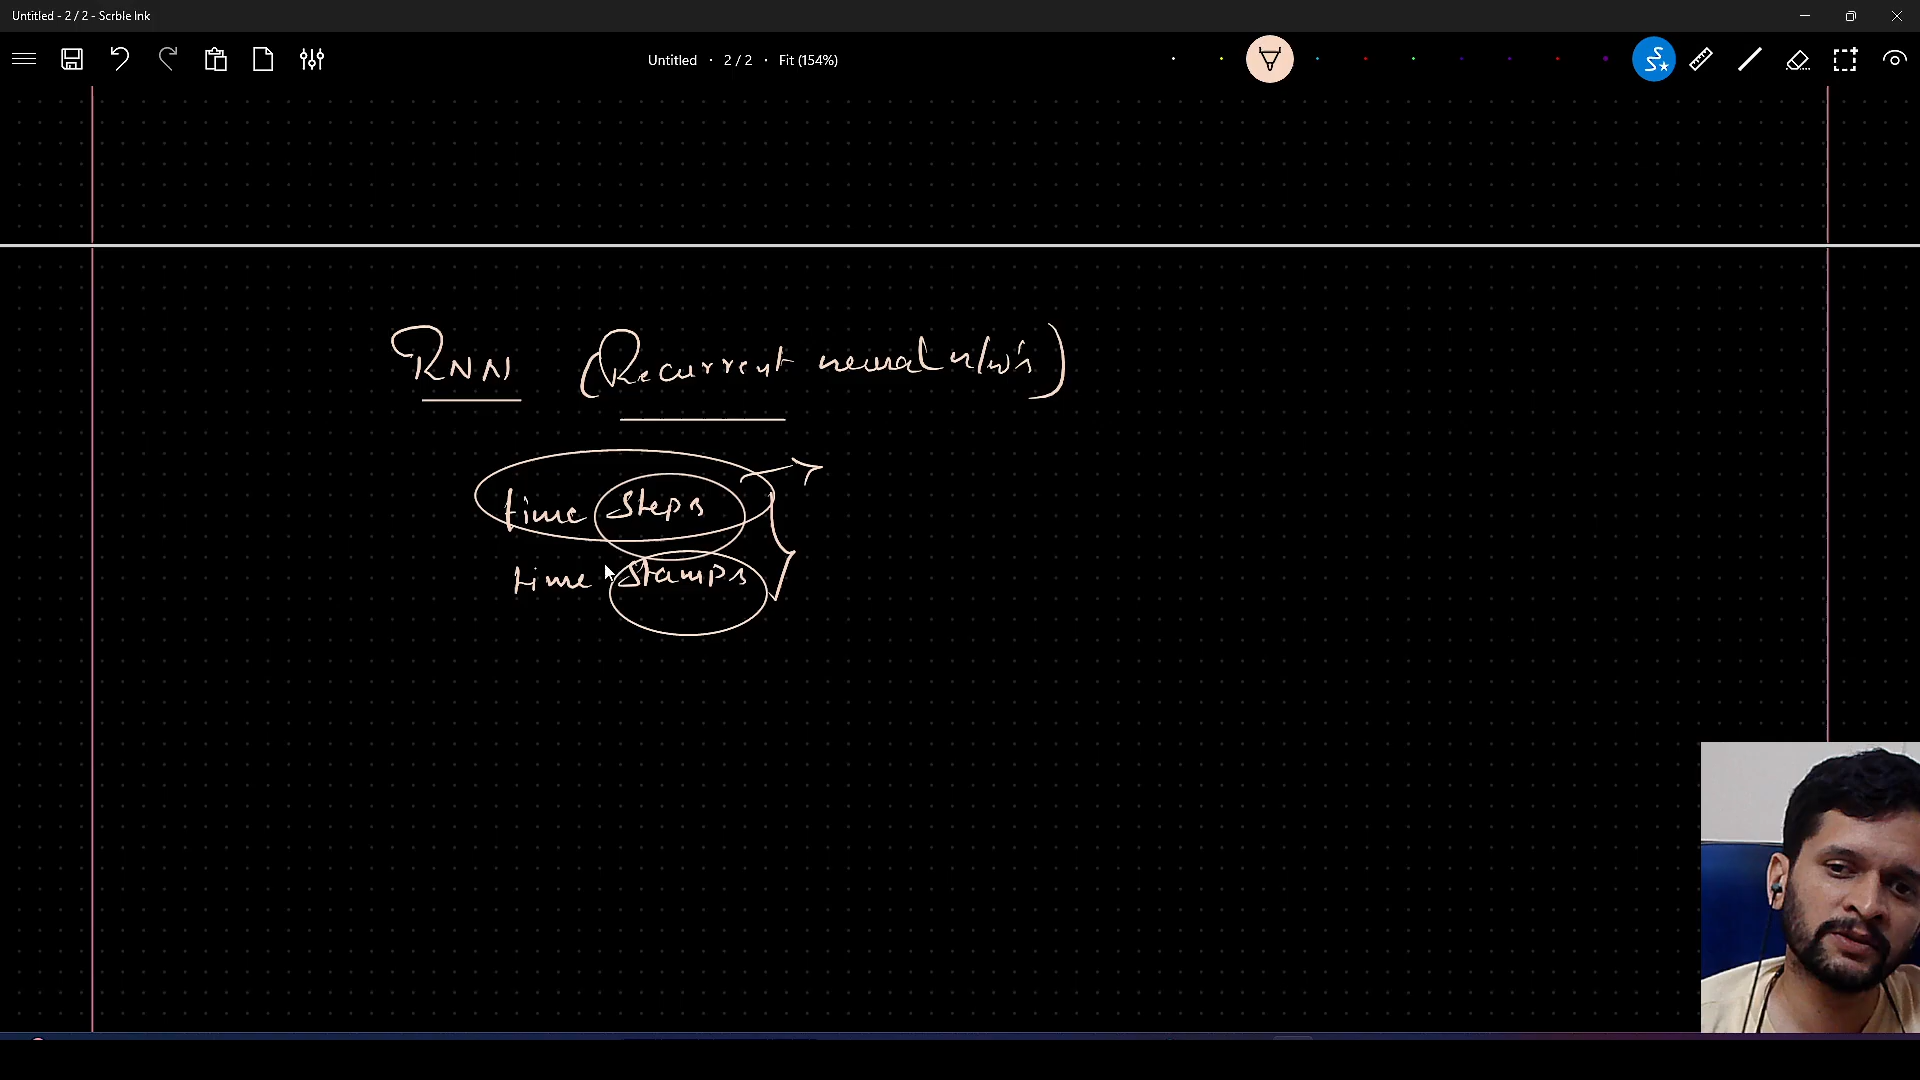 Untitled - 2 / 2 - Scrble Ink
Untitled · 2 / 2 · Fit (154%)
RNN (Recurrent neural n/w's)
time steps
time stamps